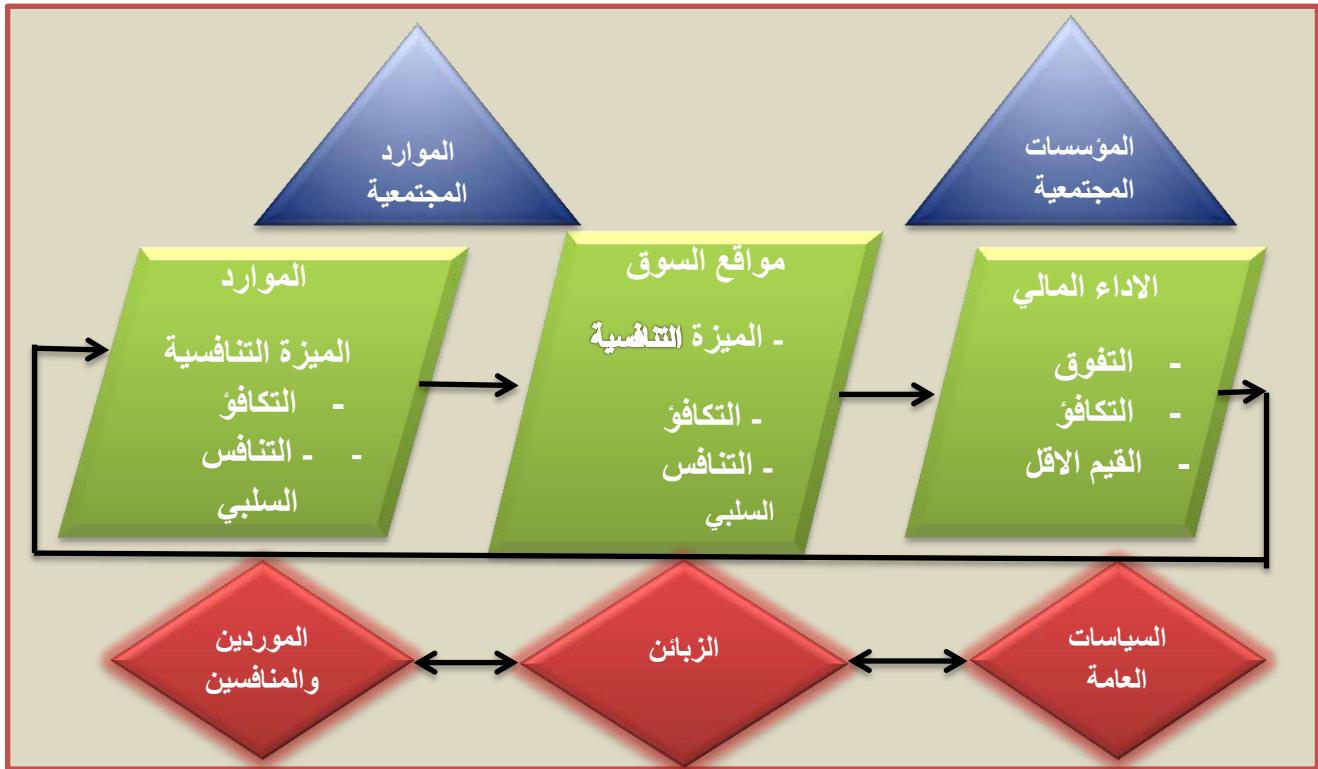 الموارد
المجتمعية
المؤسسات
المجتمعية
الموارد
الميزة التنافسية
- التكافؤ
- - التنافس
السلبي
مواقع السوق
- الميزة التنافسية
- التكافؤ
- التنافس
السلبي
الاداء المالي
- التفوق
- التكافؤ
- القيم الاقل
الموردين
والمنافسين
الزبائن
السياسات
العامة